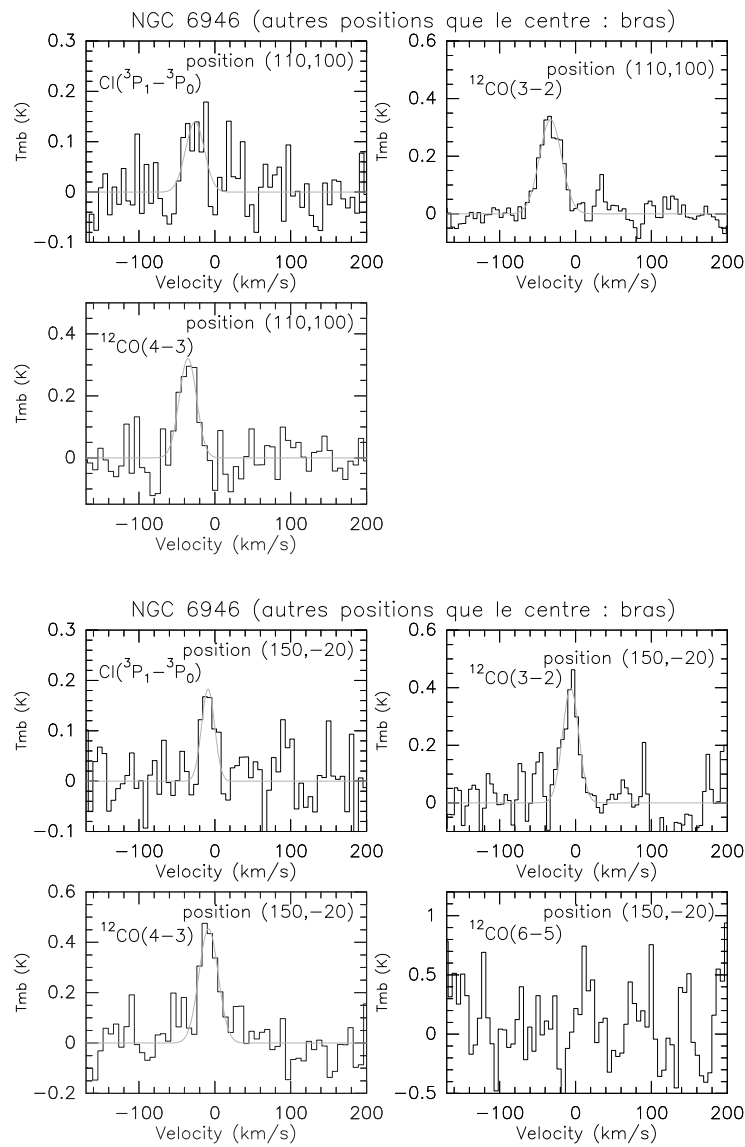 NGC 6946 (autres positions que le centre : bras)
0.3
0.2
0.1
0
−0.1
Tmb (K)
position (110,100)
CI(³P₁−³P₀)
−100 0 100 200
Velocity (km/s)
0.6
0.4
0.2
0
Tmb (K)
position (110,100)
¹²CO(3−2)
−100 0 100 200
Velocity (km/s)
0.4
0.2
0
Tmb (K)
position (110,100)
¹²CO(4−3)
−100 0 100 200
Velocity (km/s)
NGC 6946 (autres positions que le centre : bras)
0.3
0.2
0.1
0
−0.1
Tmb (K)
position (150,−20)
CI(³P₁−³P₀)
−100 0 100 200
Velocity (km/s)
0.6
0.4
0.2
0
Tmb (K)
position (150,−20)
¹²CO(3−2)
−100 0 100 200
Velocity (km/s)
0.6
0.4
0.2
0
−0.2
Tmb (K)
position (150,−20)
¹²CO(4−3)
−100 0 100 200
Velocity (km/s)
1
0.5
0
−0.5
Tmb (K)
position (150,−20)
¹²CO(6−5)
−100 0 100 200
Velocity (km/s)